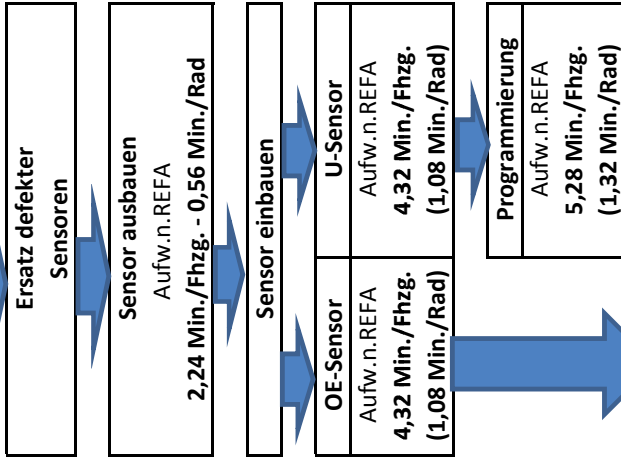 Ersatz defekter
Sensoren
Sensor ausbauen
Aufw.n.REFA
2,24 Min./Fhzg. - 0,56 Min./Rad
Sensor einbauen
OE-Sensor
Aufw.n.REFA
4,32 Min./Fhzg.
(1,08 Min./Rad)
U-Sensor
Aufw.n.REFA
4,32 Min./Fhzg.
(1,08 Min./Rad)
Programmierung
Aufw.n.REFA
5,28 Min./Fhzg.
(1,32 Min./Rad)